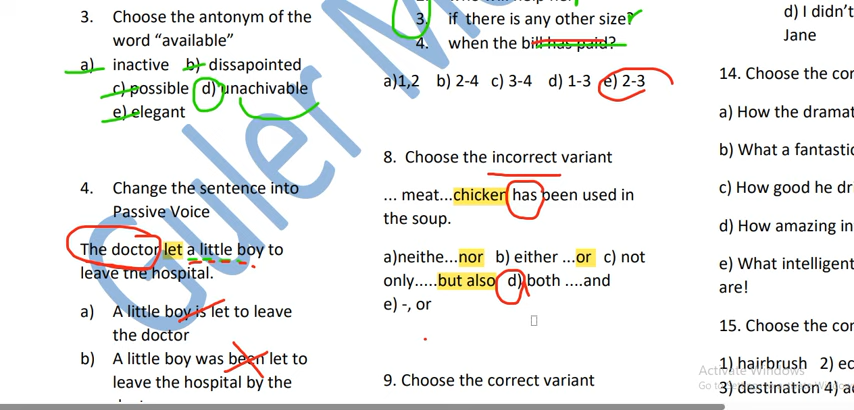 3. Choose the antonym of the
word “available”
a) inactive b) dissapointed
c) possible d) unachivable
e) elegant
4. Change the sentence into
Passive Voice
The doctor let a little boy to
leave the hospital.
a) A little boy is let to leave
the doctor
b) A little boy was been let to
leave the hospital by the
3. if there is any other size?
4. when the bill has paid?
a)1,2 b) 2-4 c) 3-4 d) 1-3 e) 2-3
8. Choose the incorrect variant
... meat...chicken has been used in
the soup.
a)neithe...nor b) either ...or c) not
only.....but also d) both ....and
e) -, or
9. Choose the correct variant
d) I didn't
Jane
14. Choose the cor
a) How the dramat
b) What a fantastic
c) How good he dr
d) How amazing in
e) What intelligent
are!
15. Choose the cor
1) hairbrush 2) ec
3) destination 4) a
Guler M
Activate Windows